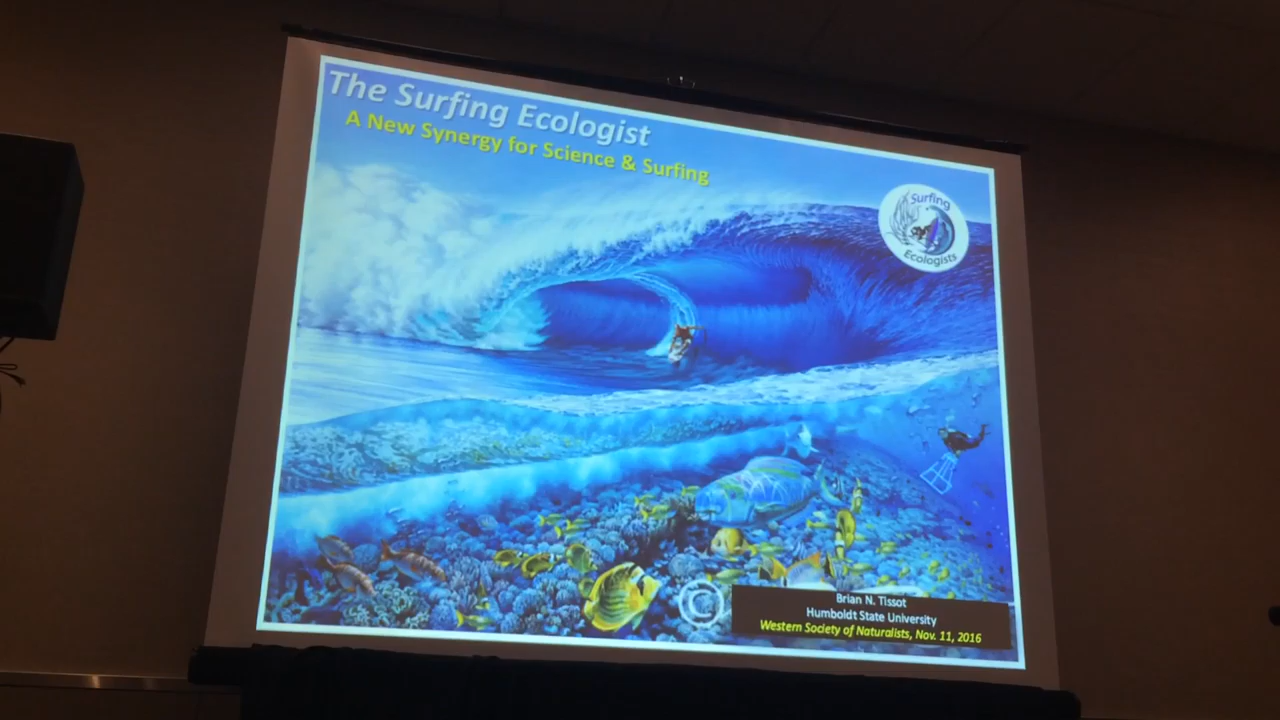 The Surfing Ecologist
A New Synergy for Science & Surfing
Surfing
Ecologists
©
Brian N. Tissot
Humboldt State University
Western Society of Naturalists, Nov. 11, 2016